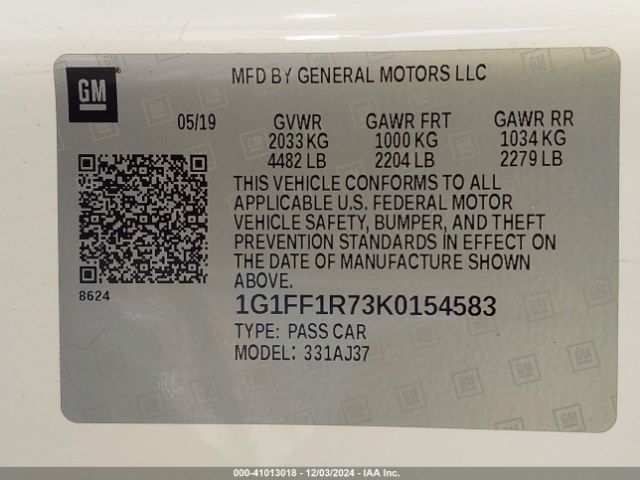 GM
MFD BY GENERAL MOTORS LLC
05/19 GVWR GAWR FRT GAWR RR
2033 KG 1000 KG 1034 KG
4482 LB 2204 LB 2279 LB
THIS VEHICLE CONFORMS TO ALL
APPLICABLE U.S. FEDERAL MOTOR
VEHICLE SAFETY, BUMPER, AND THEFT
PREVENTION STANDARDS IN EFFECT ON
THE DATE OF MANUFACTURE SHOWN
ABOVE.
8624
1G1FF1R73K0154583
TYPE: PASS CAR
MODEL: 331AJ37
000-41013018 - 12/03/2024 - IAA Inc.